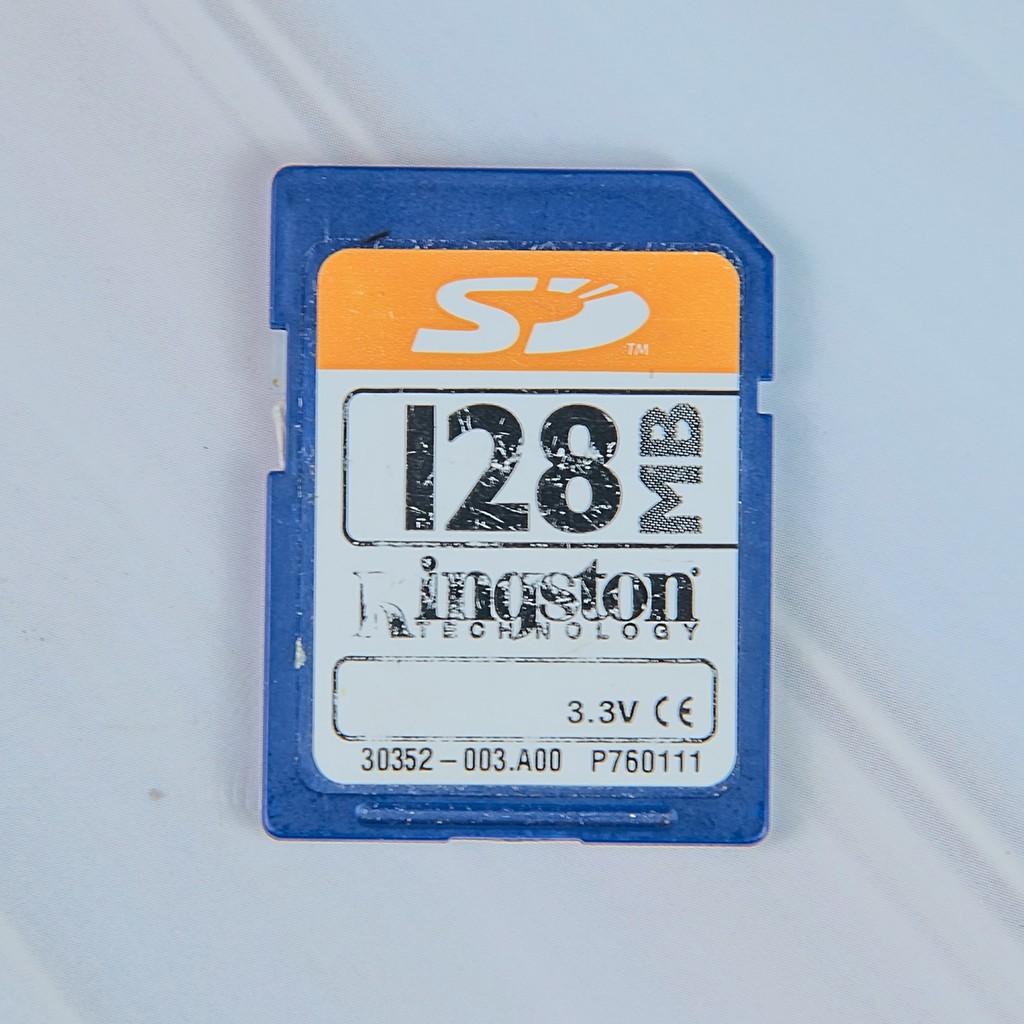 SD TM
128 MB
Kingston
TECHNOLOGY
3.3V CE
30352-003.A00 P760111